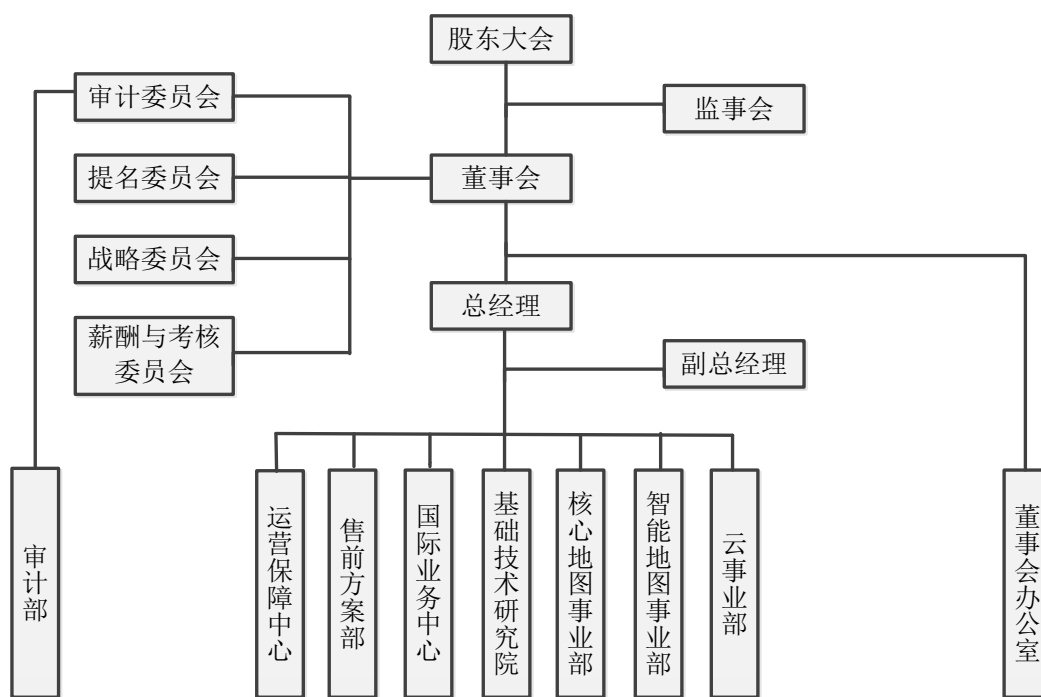 股东大会
审计委员会
监事会
提名委员会
董事会
战略委员会
总经理
薪酬与考核
委员会
副总经理
审计部
运营保障中心
售前方案部
国际业务中心
基础技术研究院
核心地图事业部
智能地图事业部
云事业部
董事会办公室